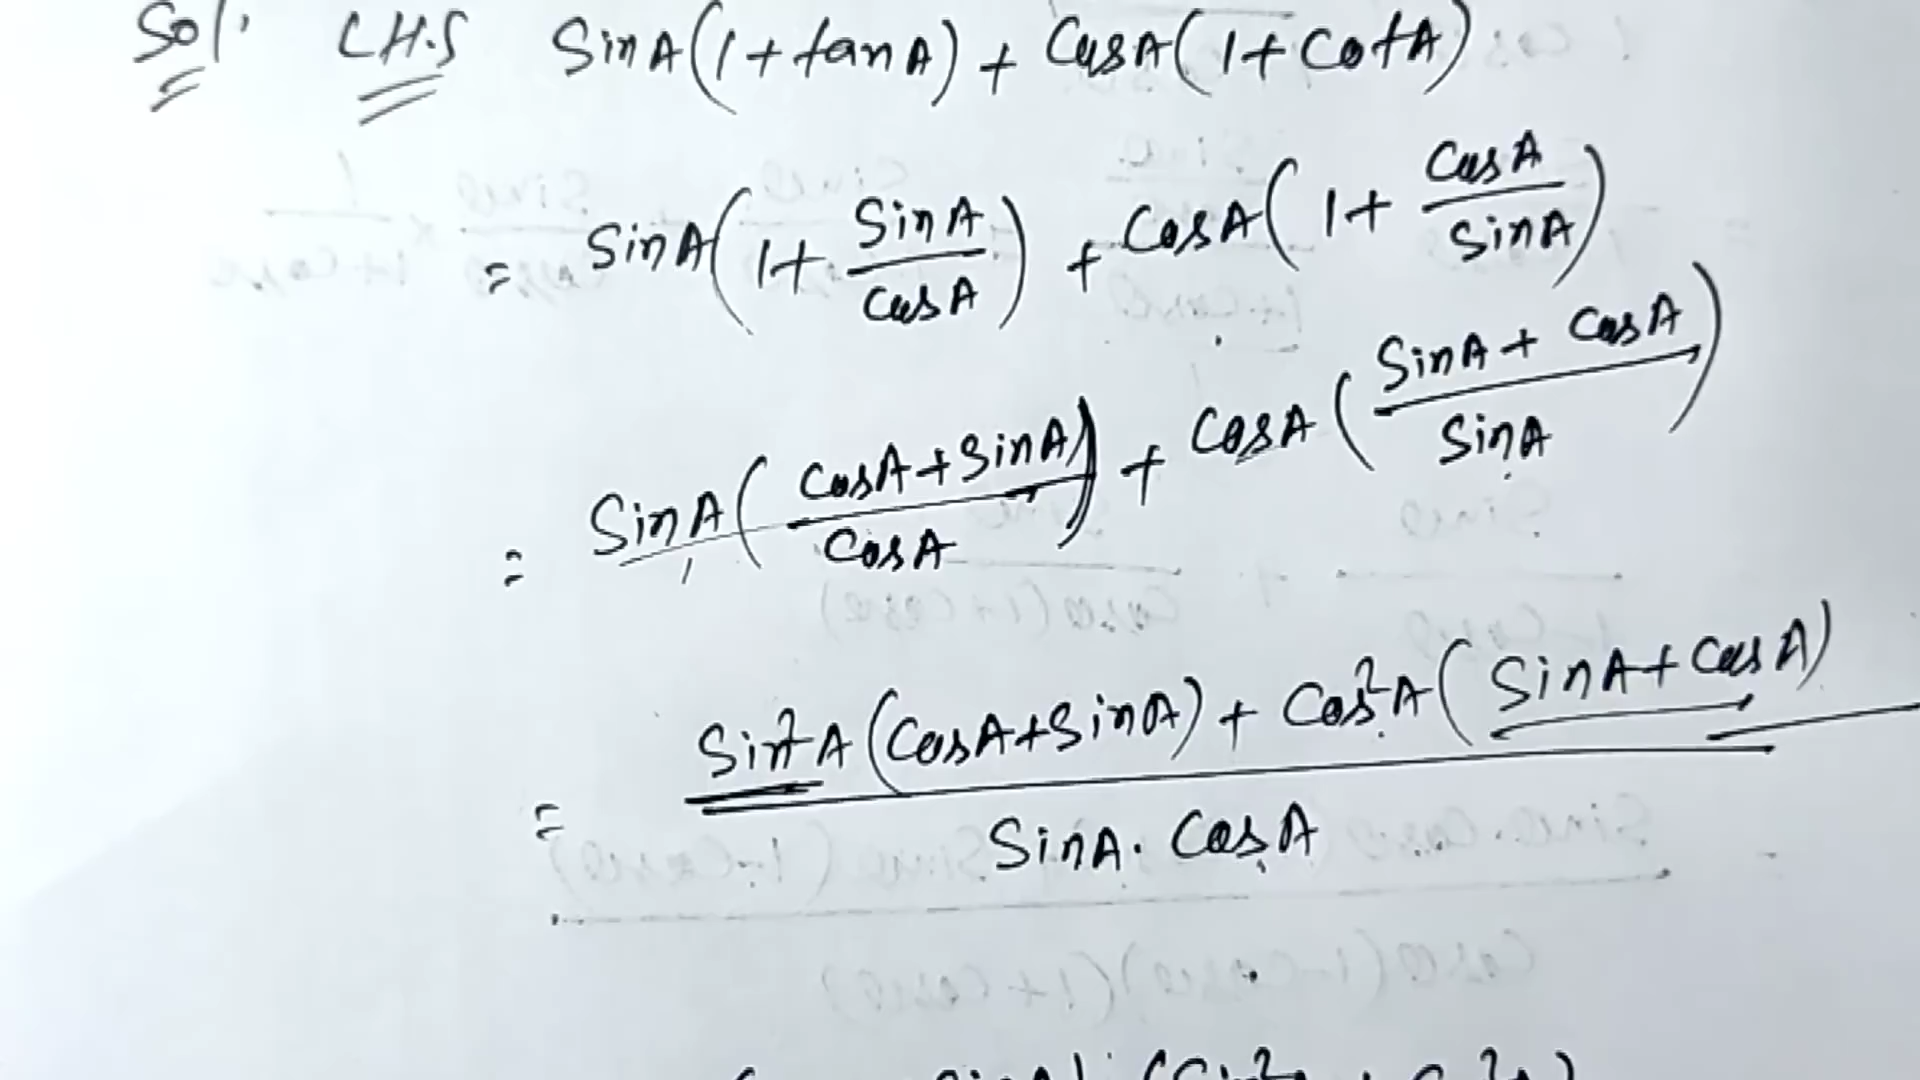 Sol. L.H.S SinA(1+tanA) + CosA(1+CotA)
= SinA(1+ SinA/CosA) + CosA(1+ CosA/SinA)
= SinA(CosA+SinA/CosA) + CosA(SinA+CosA/SinA)
= Sin²A(CosA+SinA) + Cos²A(SinA+CosA)
SinA. CosA